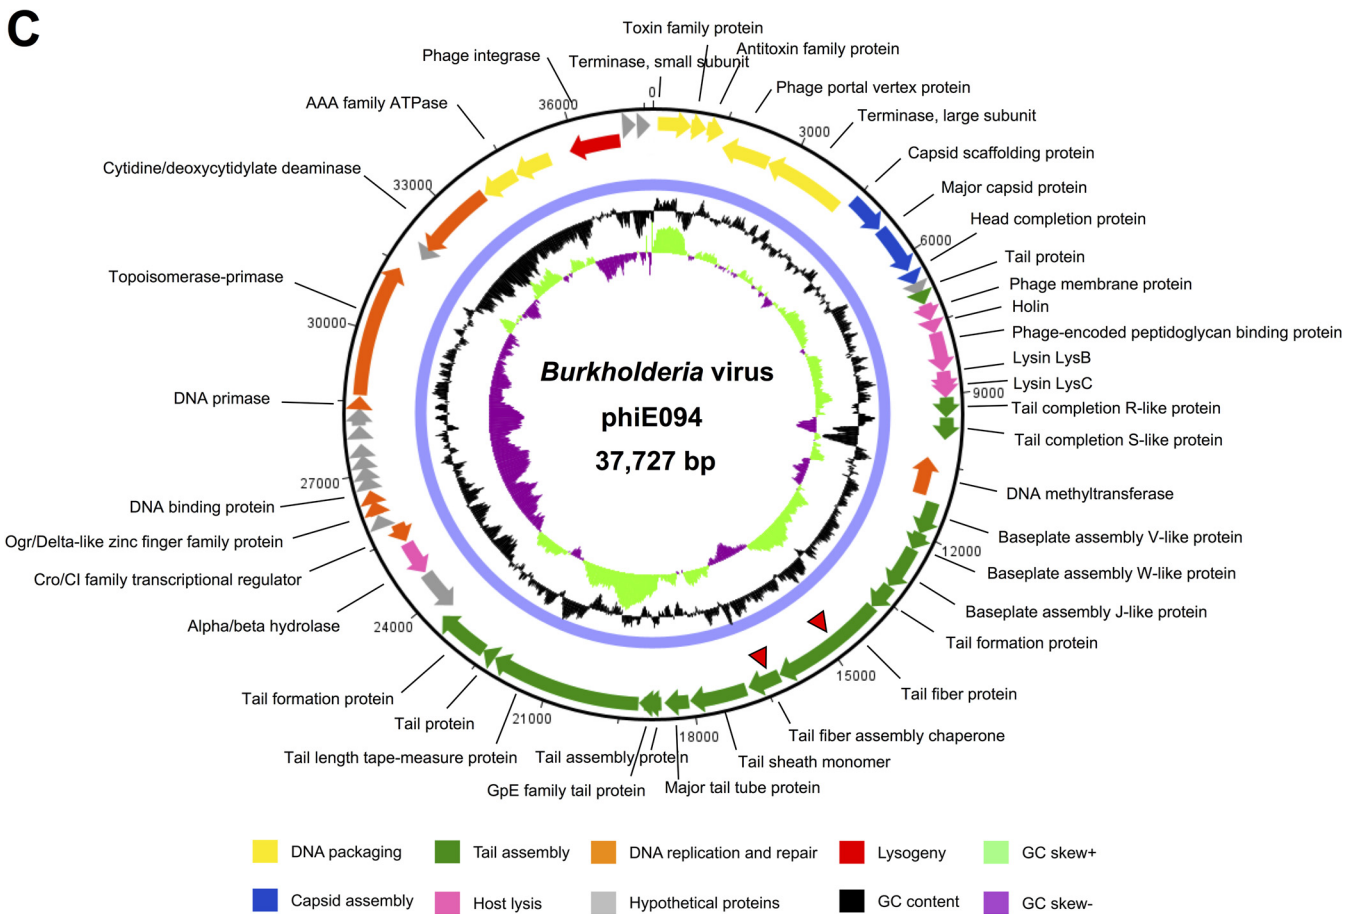 C
Toxin family protein
Antitoxin family protein
Phage integrase
Terminase, small subunit
Phage portal vertex protein
AAA family ATPase
Terminase, large subunit
Cytidine/deoxycytidylate deaminase
Capsid scaffolding protein
Major capsid protein
Head completion protein
Topoisomerase-primase
Tail protein
Phage membrane protein
Holin
Phage-encoded peptidoglycan binding protein
Lysin LysB
Lysin LysC
DNA primase
Tail completion R-like protein
Tail completion S-like protein
DNA methyltransferase
DNA binding protein
Baseplate assembly V-like protein
Ogr/Delta-like zinc finger family protein
Baseplate assembly W-like protein
Cro/CI family transcriptional regulator
Baseplate assembly J-like protein
Alpha/beta hydrolase
Tail formation protein
Tail fiber protein
Tail formation protein
Tail protein
Tail fiber assembly chaperone
Tail length tape-measure protein
Tail assembly protein
Tail sheath monomer
GpE family tail protein
Major tail tube protein
0
3000
6000
9000
12000
15000
18000
21000
24000
27000
30000
33000
36000
Burkholderia virus
phiE094
37,727 bp
DNA packaging
Tail assembly
DNA replication and repair
Lysogeny
GC skew+
Capsid assembly
Host lysis
Hypothetical proteins
GC content
GC skew-